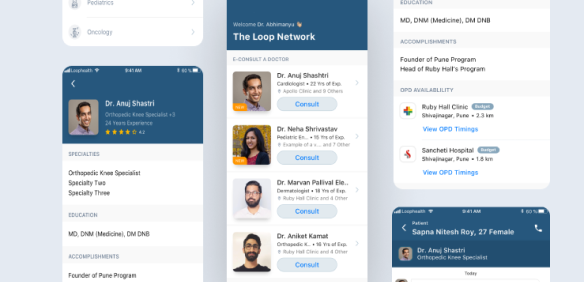 Pediatrics
Oncology
Loophealth
9:41 AM
Dr. Anuj Shastri
Orthopedic Knee Specialist +3
24 Years Experience
4.2
SPECIALTIES
Orthopedic Knee Specialist
Specialty Two
Specialty Three
EDUCATION
MD, DNM (Medicine), DM DNB
ACCOMPLISHMENTS
Founder of Pune Program
Welcome Dr. Abhimanyu
The Loop Network
E-CONSULT A DOCTOR
Dr. Anuj Shashtri
Cardiologist • 22 Yrs of Exp.
Apollo Clinic and 8 Others
Consult
NEW
Dr. Neha Shrivastav
Pediatric En.. • 16 Yrs of Exp.
Example of a v... and 7 Other
Consult
NEW
Dr. Marvan Pallival Ele..
Dermatologist • 18 Yrs of Exp.
Ruby Hall Clinic and 4 Other
Consult
Dr. Aniket Kamat
Orthopedic K.. • 16 Yrs of Exp.
Ruby Hall Clinic and 4 Other
Consult
EDUCATION
MD, DNM (Medicine), DM DNB
ACCOMPLISHMENTS
Founder of Pune Program
Head of Ruby Hall's Program
OPD AVAILABLILITY
Ruby Hall Clinic
Shivajinagar, Pune • 2.3 km
View OPD Timings
Sancheti Hospital
Shivajinagar, Pune • 1.6 km
View OPD Timings
Loophealth
9:41 AM
Patient
Sapna Nitesh Roy, 27 Female
Dr. Anuj Shastri
Orthopedic Knee Specialist
Today